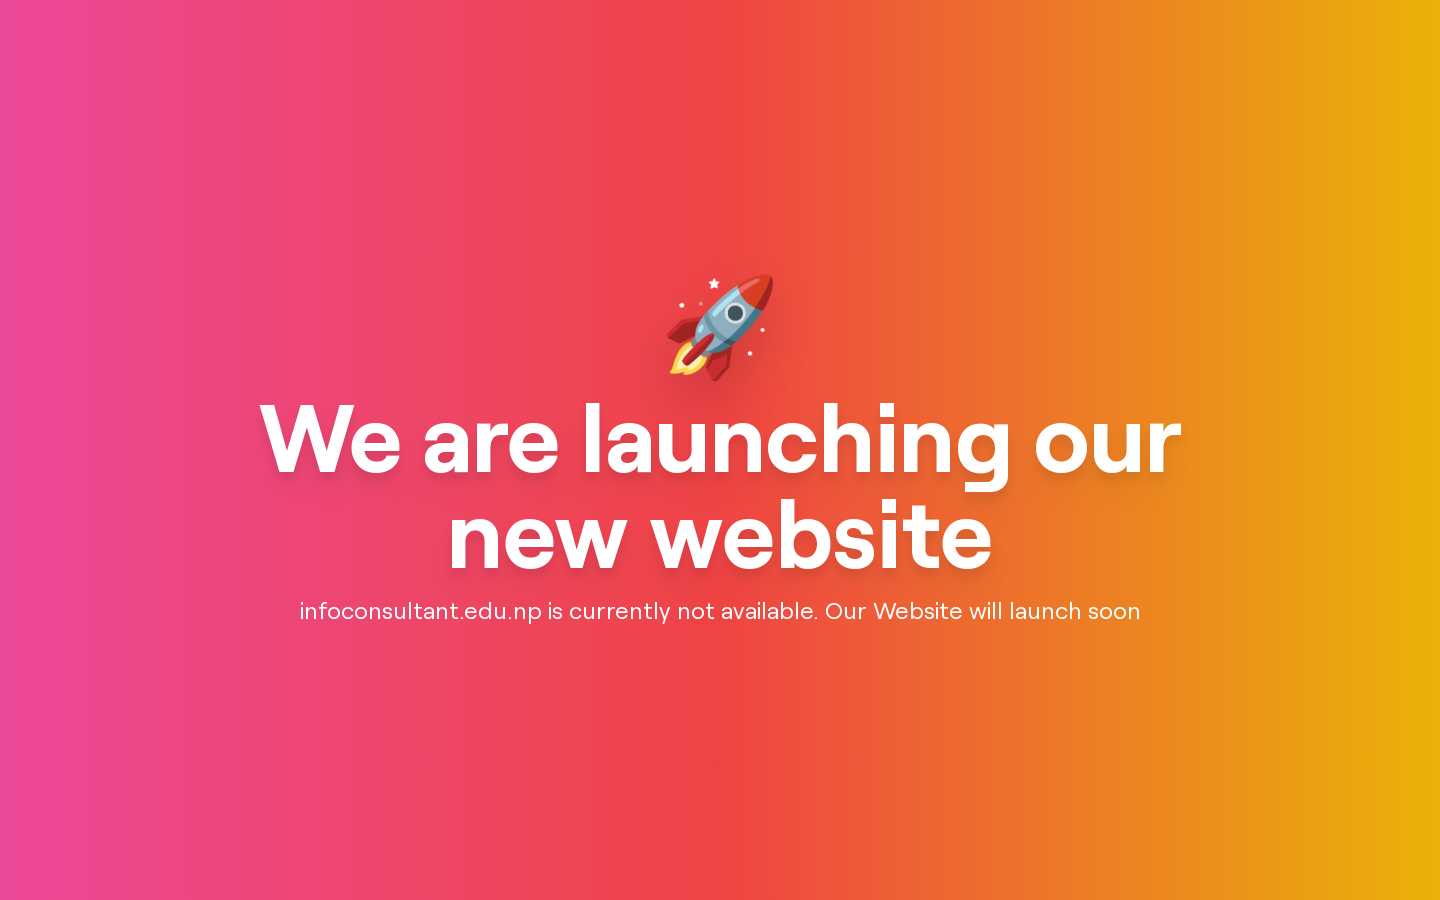 We are launching our
new website
infoconsultant.edu.np is currently not available. Our Website will launch soon